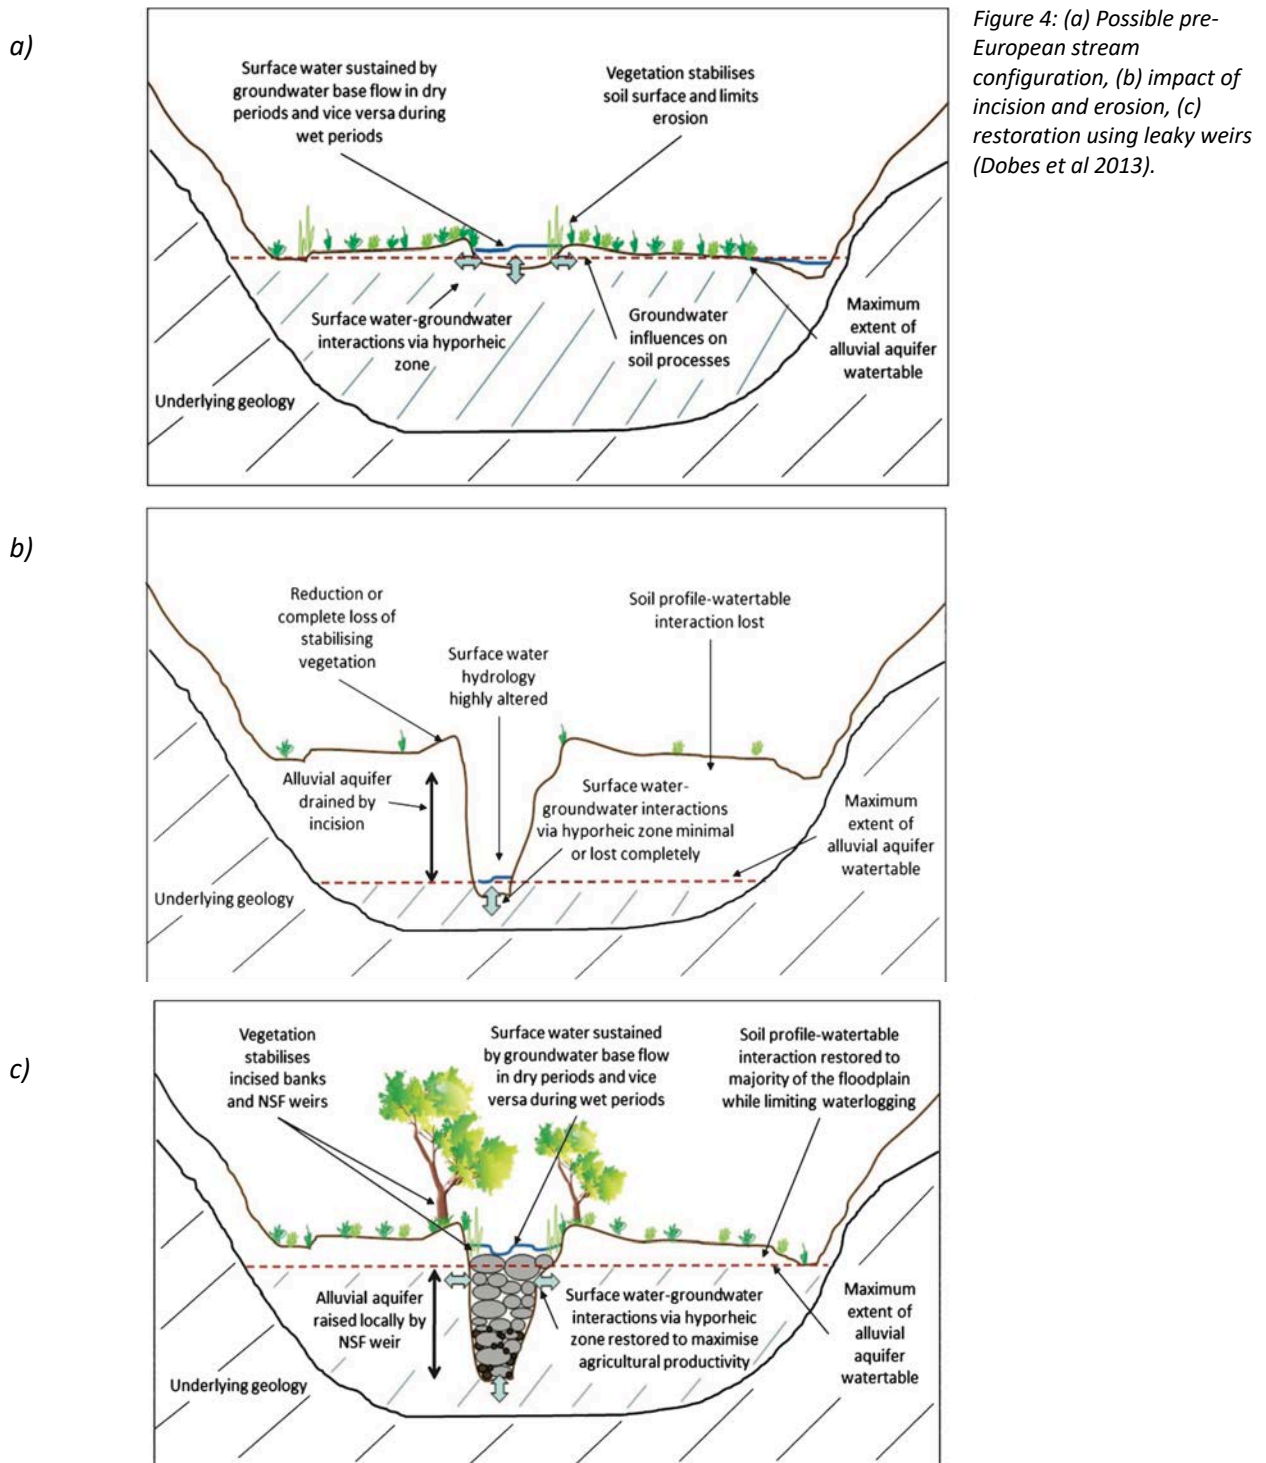 a)
Figure 4: (a) Possible pre-
European stream
configuration, (b) impact of
incision and erosion, (c)
restoration using leaky weirs
(Dobes et al 2013).
Surface water sustained by
groundwater base flow in dry
periods and vice versa during
wet periods
Vegetation stabilises
soil surface and limits
erosion
Surface water-groundwater
interactions via hyporheic
zone
Groundwater
influences on
soil processes
Maximum
extent of
alluvial aquifer
watertable
Underlying geology
b)
Reduction or
complete loss of
stabilising
vegetation
Surface water
hydrology
highly altered
Soil profile-watertable
interaction lost
Alluvial aquifer
drained by
incision
Surface water-
groundwater interactions
via hyporheic zone minimal
or lost completely
Maximum
extent of
alluvial aquifer
watertable
Underlying geology
c)
Vegetation
stabilises
incised banks
and NSF weirs
Surface water sustained
by groundwater base flow
in dry periods and vice
versa during wet periods
Soil profile-watertable
interaction restored to
majority of the floodplain
while limiting waterlogging
Alluvial aquifer
raised locally by
NSF weir
Surface water-groundwater
interactions via hyporheic
zone restored to maximise
agricultural productivity
Maximum
extent of
alluvial
aquifer
watertable
Underlying geology